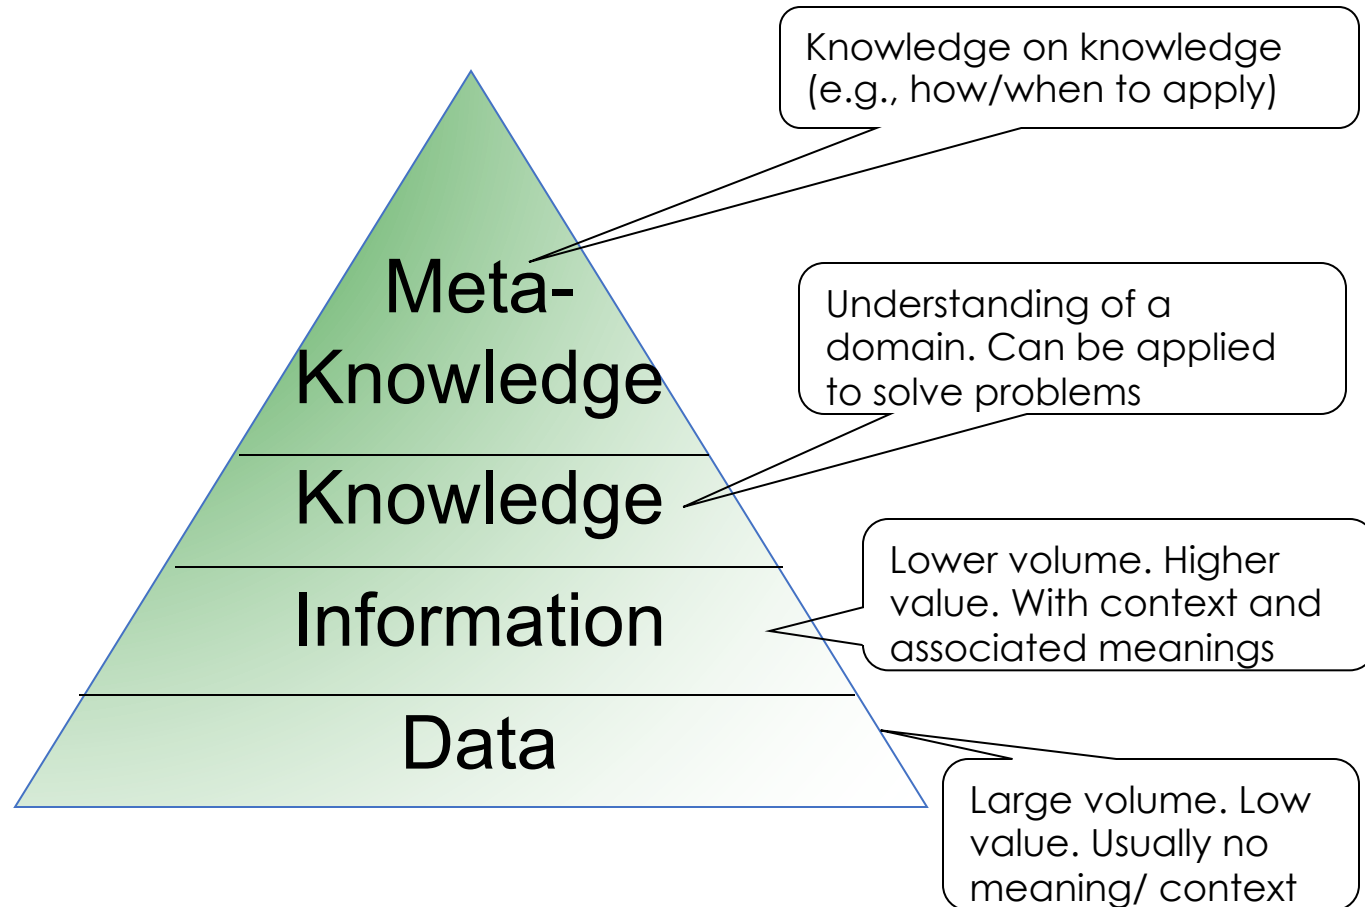 Knowledge on knowledge
(e.g., how/when to apply)
Meta-
Knowledge
Understanding of a
domain. Can be applied
to solve problems
Knowledge
Lower volume. Higher
value. With context and
associated meanings
Information
Data
Large volume. Low
value. Usually no
meaning/ context